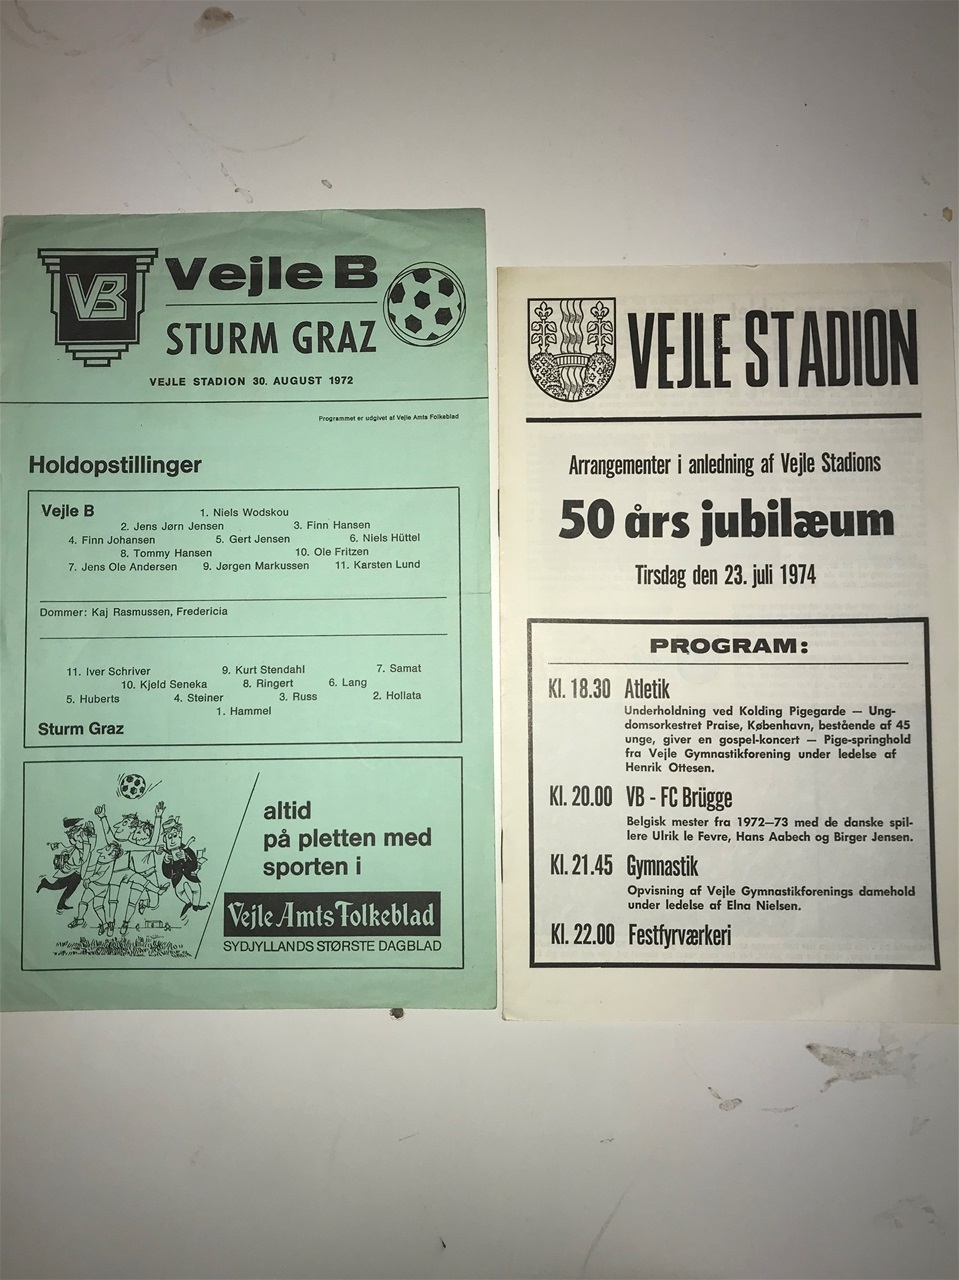 VB
Vejle B
STURM GRAZ
VEJLE STADION 30. AUGUST 1972
Programmet er udgivet af Vejle Amts Folkeblad
Holdopstillinger
Vejle B
1. Niels Wodskou
2. Jens Jørn Jensen 3. Finn Hansen
4. Finn Johansen 5. Gert Jensen 6. Niels Hüttel
8. Tommy Hansen 10. Ole Fritzen
7. Jens Ole Andersen 9. Jørgen Markussen 11. Karsten Lund
Dommer: Kaj Rasmussen, Fredericia
11. Iver Schriver 9. Kurt Stendahl 7. Samat
10. Kjeld Seneka 8. Ringert 6. Lang
5. Huberts 4. Steiner 3. Russ 2. Hollata
1. Hammel
Sturm Graz
altid
på pletten med
sporten i
Vejle Amts Folkeblad
SYDJYLLANDS STØRSTE DAGBLAD
VEJLE STADION
Arrangementer i anledning af Vejle Stadions
50 års jubilæum
Tirsdag den 23. juli 1974
PROGRAM:
Kl. 18.30 Atletik
Underholdning ved Kolding Pigegarde — Ung-
domsorkestret Praise, København, bestående af 45
unge, giver en gospel-koncert — Pige-springhold
fra Vejle Gymnastikforening under ledelse af
Henrik Ottesen.
Kl. 20.00 VB - FC Brügge
Belgisk mester fra 1972—73 med de danske spil-
lere Ulrik le Fevre, Hans Aabech og Birger Jensen.
Kl. 21.45 Gymnastik
Opvisning af Vejle Gymnastikforenings damehold
under ledelse af Elna Nielsen.
Kl. 22.00 Festfyrværkeri